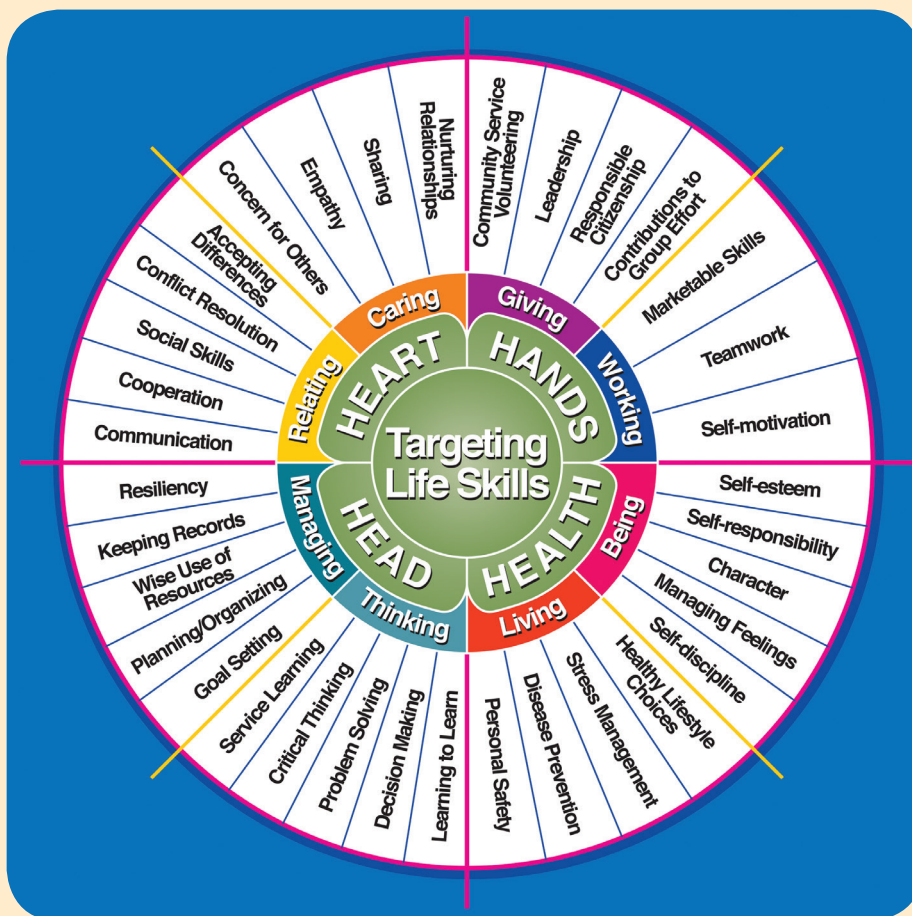 Targeting
Life Skills
HEART
HANDS
HEALTH
HEAD
Caring
Giving
Working
Being
Living
Thinking
Managing
Relating
Nurturing
Relationships
Sharing
Empathy
Concern for Others
Accepting
Differences
Conflict Resolution
Social Skills
Cooperation
Communication
Community Service
Volunteering
Leadership
Responsible
Citizenship
Contributions to
Group Effort
Marketable Skills
Teamwork
Self-motivation
Self-esteem
Self-responsibility
Character
Managing Feelings
Self-discipline
Healthy Lifestyle
Choices
Stress Management
Disease Prevention
Personal Safety
Learning to Learn
Decision Making
Problem Solving
Critical Thinking
Service Learning
Goal Setting
Planning/Organizing
Wise Use of
Resources
Keeping Records
Resiliency